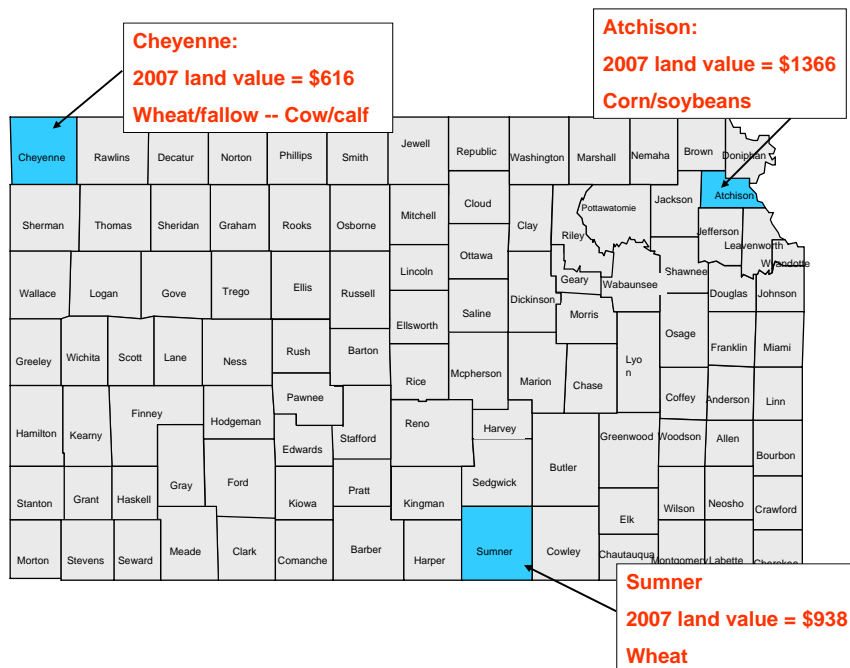 Cheyenne:
2007 land value = $616
Wheat/fallow -- Cow/calf
Atchison:
2007 land value = $1366
Corn/soybeans
Cheyenne
Rawlins
Decatur
Norton
Phillips
Smith
Jewell
Republic
Washington
Marshall
Nemaha
Brown
Doniphan
Atchison
Sherman
Thomas
Sheridan
Graham
Rooks
Osborne
Mitchell
Cloud
Clay
Riley
Pottawatomie
Jackson
Jefferson
Leavenworth
Wyandotte
Wallace
Logan
Gove
Trego
Ellis
Russell
Lincoln
Ottawa
Dickinson
Geary
Wabaunsee
Shawnee
Douglas
Johnson
Greeley
Wichita
Scott
Lane
Ness
Rush
Barton
Ellsworth
Saline
Morris
Lyo
n
Osage
Franklin
Miami
Rice
Mcpherson
Marion
Chase
Coffey
Anderson
Linn
Hamilton
Kearny
Finney
Hodgeman
Pawnee
Edwards
Stafford
Reno
Harvey
Butler
Greenwood
Woodson
Allen
Bourbon
Stanton
Grant
Haskell
Gray
Ford
Kiowa
Pratt
Kingman
Sedgwick
Elk
Wilson
Neosho
Crawford
Morton
Stevens
Seward
Meade
Clark
Comanche
Barber
Harper
Sumner
Cowley
Chautauqua
Montgomery
Labette
Cherokee
Sumner
2007 land value = $938
Wheat